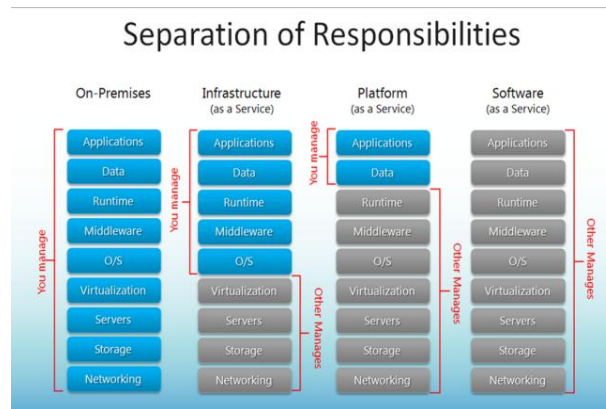 Separation of Responsibilities
On-Premises
Applications
Data
Runtime
Middleware
O/S
Virtualization
Servers
Storage
Networking
You manage
Infrastructure
(as a Service)
Applications
Data
Runtime
Middleware
O/S
Virtualization
Servers
Storage
Networking
You manage
Other Manages
Platform
(as a Service)
Applications
Data
Runtime
Middleware
O/S
Virtualization
Servers
Storage
Networking
You manage
Other Manages
Software
(as a Service)
Applications
Data
Runtime
Middleware
O/S
Virtualization
Servers
Storage
Networking
Other Manages